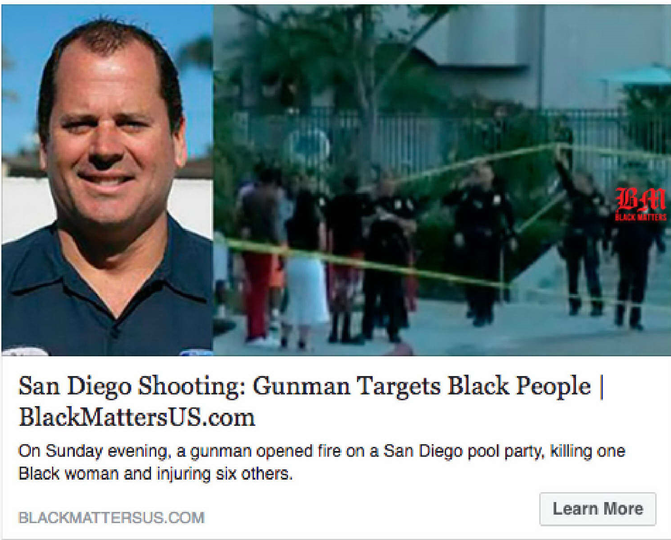 BM
BLACK MATTERS
San Diego Shooting: Gunman Targets Black People |
BlackMattersUS.com
On Sunday evening, a gunman opened fire on a San Diego pool party, killing one
Black woman and injuring six others.
BLACKMATTERSUS.COM
Learn More